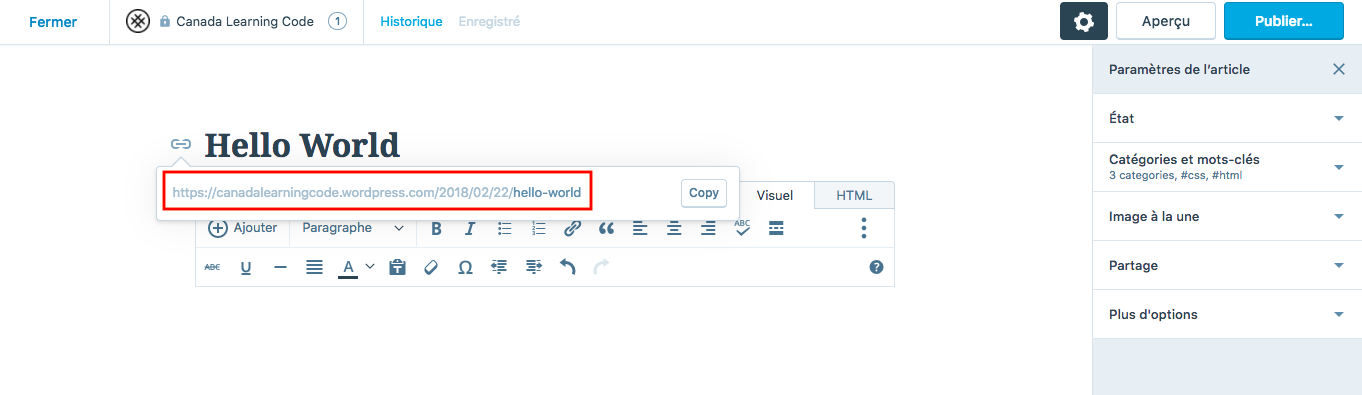 Fermer
Canada Learning Code 1
Historique Enregistré
Aperçu
Publier...
Paramètres de l'article
État
Catégories et mots-clés
3 categories, #css, #html
Image à la une
Partage
Plus d'options
Hello World
https://canadalearningcode.wordpress.com/2018/02/22/hello-world
Copy
Visuel HTML
Ajouter Paragraphe B I ABC
ABC U A T Ω ?